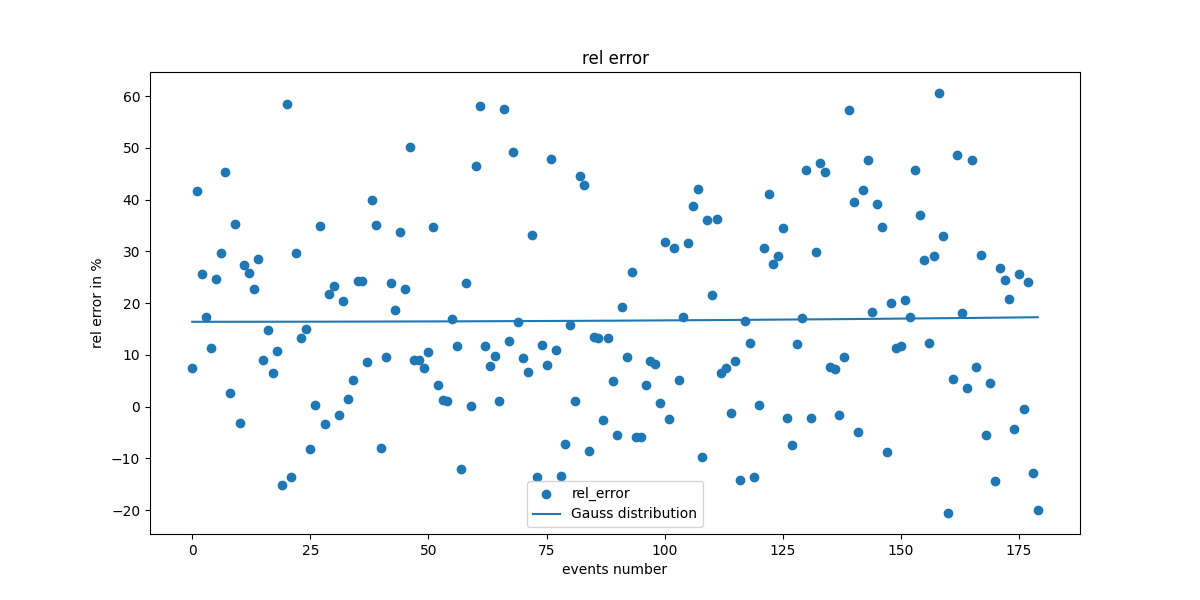 rel error
rel error in %
60
50
40
30
20
10
0
−10
−20
0 25 50 75 100 125 150 175
events number
rel_error
Gauss distribution